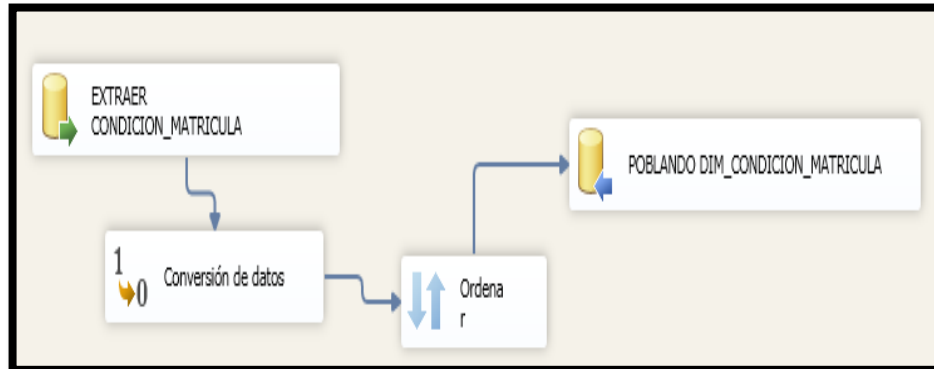 EXTRAER
CONDICION_MATRICULA
POBLANDO DIM_CONDICION_MATRICULA
1
0
Conversión de datos
Ordena
r